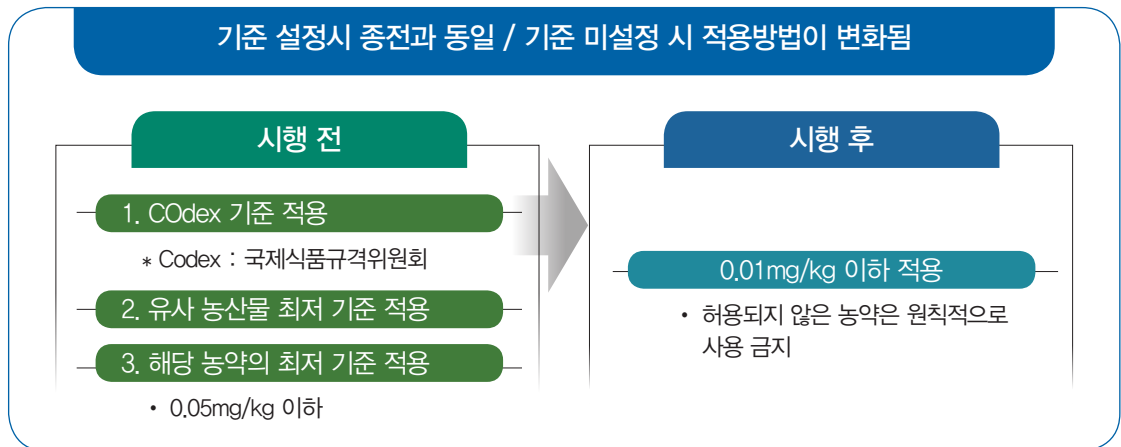 기준 설정시 종전과 동일 / 기준 미설정 시 적용방법이 변화됨
시행 전
1. COdex 기준 적용
* Codex : 국제식품규격위원회
2. 유사 농산물 최저 기준 적용
3. 해당 농약의 최저 기준 적용
• 0.05mg/kg 이하
시행 후
0.01mg/kg 이하 적용
• 허용되지 않은 농약은 원칙적으로
사용 금지